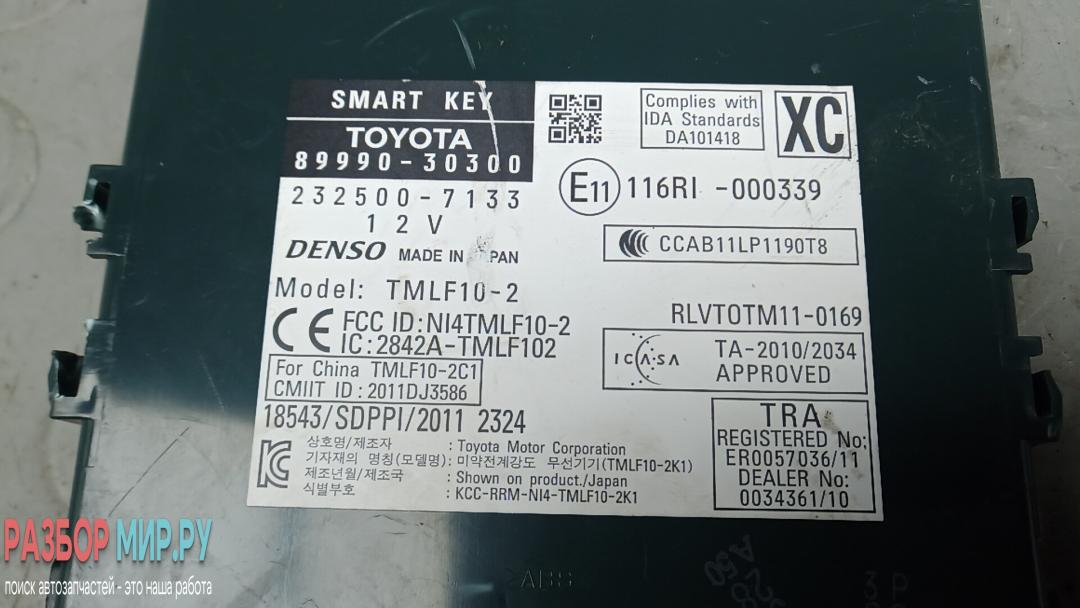 SMART KEY
TOYOTA
89990-30300
232500-7133
12V
DENSO MADE IN JAPAN
Model: TMLF10-2
CE FCC ID:NI4TMLF10-2
IC:2842A-TMLF102
For China TMLF10-2C1
CMIIT ID:2011DJ3586
18543/SDPPI/2011 2324
상호명/제조자 : Toyota Motor Corporation
기자재의 명칭(모델명): 미약전계강도 무선기기(TMLF10-2K1)
제조년월/제조국 : Shown on product./Japan
식별부호 : KCC-RRM-NI4-TMLF10-2K1
Complies with
IDA Standards
DA101418
XC
E11 116RI -000339
CCAB11LP1190T8
RLVTOTM11-0169
ICASA TA-2010/2034
APPROVED
TRA
REGISTERED No:
ER0057036/11
DEALER No:
0034361/10
>ABS
РАЗБОРМИР.РУ
поиск автозапчастей - это наша работа